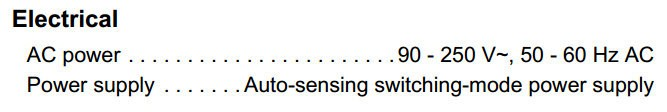 Electrical
AC power . . . . . . . . . . . . . . . . . . . . . . . 90 - 250 V~, 50 - 60 Hz AC
Power supply . . . . . . . Auto-sensing switching-mode power supply